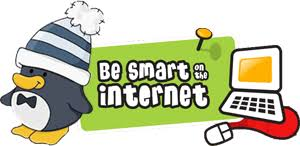 Be smart on the
internet